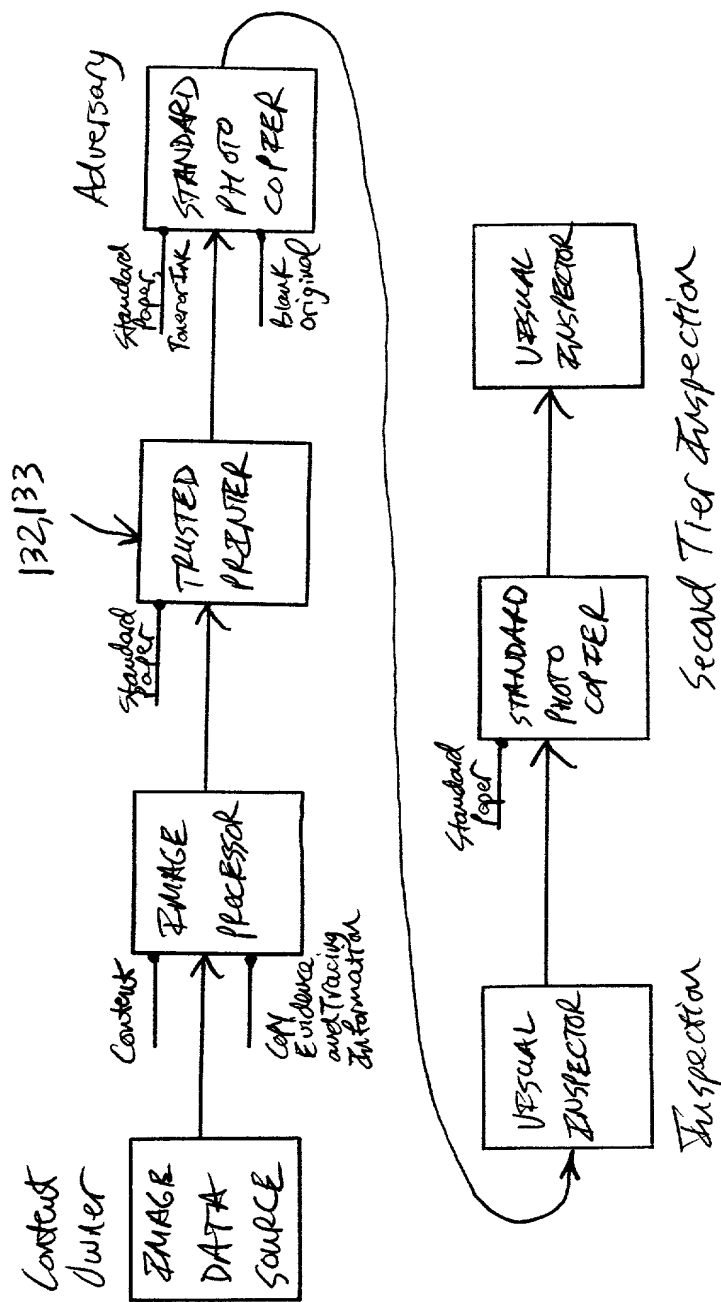 Content
Owner
IMAGE
DATA
SOURCE
Content
IMAGE
PROCESSOR
Copy
Evidence
and Tracing
Information
132,133
Standard
Paper
TRUSTED
PRINTER
Adversary
Standard
Paper,
Toner or Ink
STANDARD
PHOTO
COPIER
Blank
Original
VISUAL
INSPECTOR
Inspection
Standard
Paper
STANDARD
PHOTO
COPIER
VISUAL
INSPECTOR
Second Tier Inspection